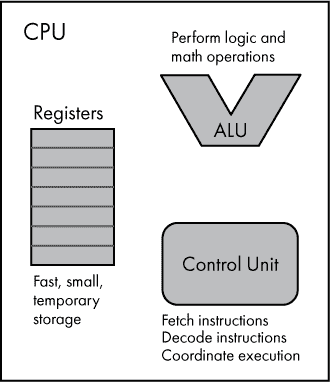 CPU
Perform logic and
math operations
ALU
Registers
Fast, small,
temporary
storage
Control Unit
Fetch instructions
Decode instructions
Coordinate execution